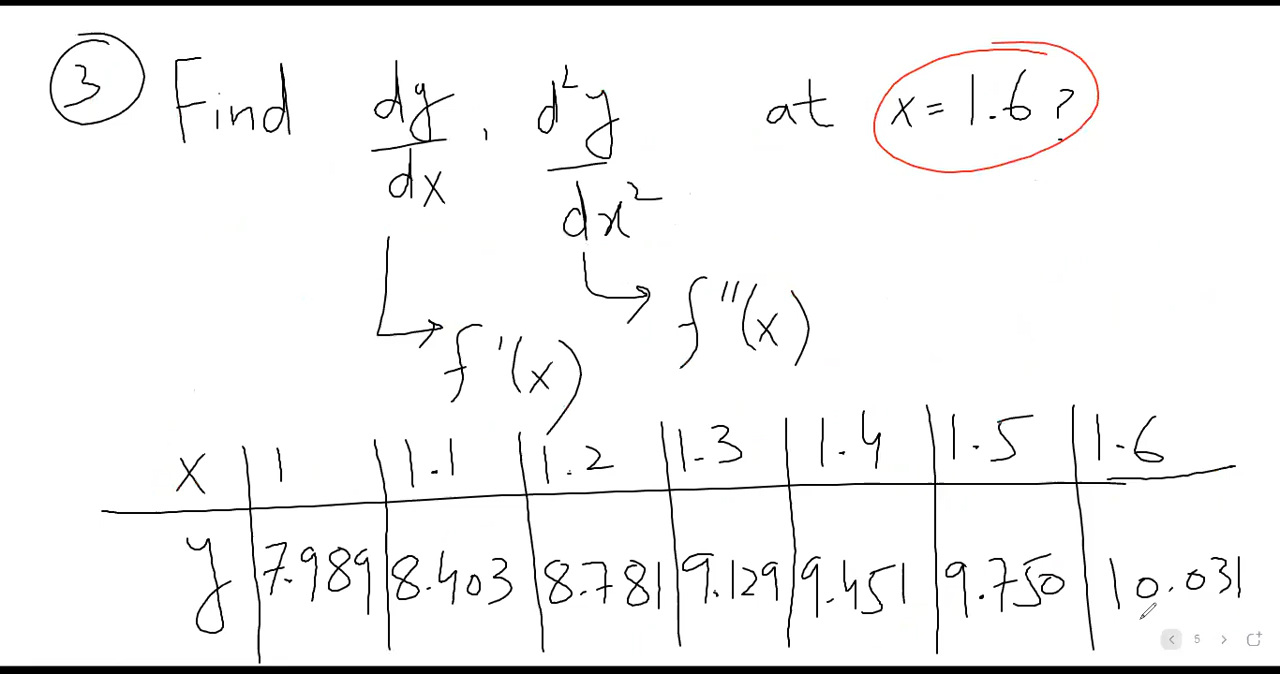 ③ Find dy/dx, d²y/dx² at x = 1.6?
f'(x) f''(x)
x | 1 | 1.1 | 1.2 | 1.3 | 1.4 | 1.5 | 1.6
y | 7.989 | 8.403 | 8.781 | 9.129 | 9.451 | 9.750 | 10.031
< 5 >